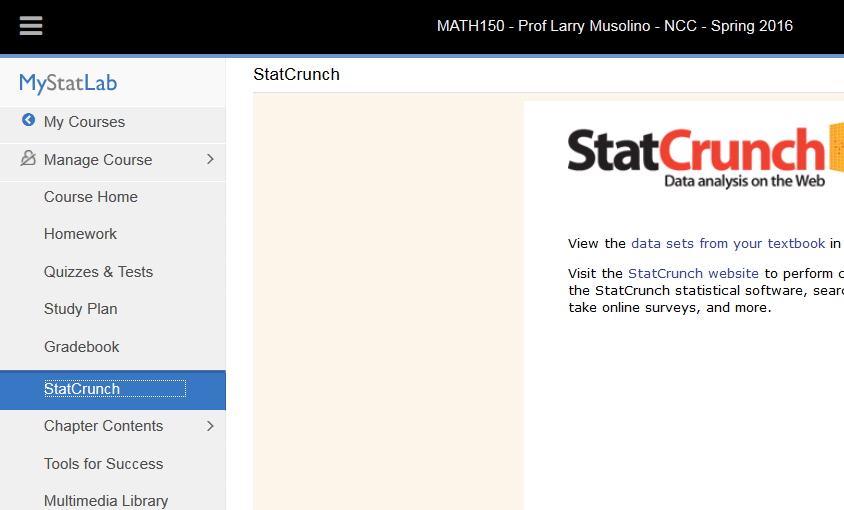 MATH150 - Prof Larry Musolino - NCC - Spring 2016
MyStatLab
My Courses
Manage Course
Course Home
Homework
Quizzes & Tests
Study Plan
Gradebook
StatCrunch
Chapter Contents
Tools for Success
Multimedia Library
StatCrunch
StatCrunch
Data analysis on the Web
View the data sets from your textbook in
Visit the StatCrunch website to perform
the StatCrunch statistical software,
take online surveys, and more.